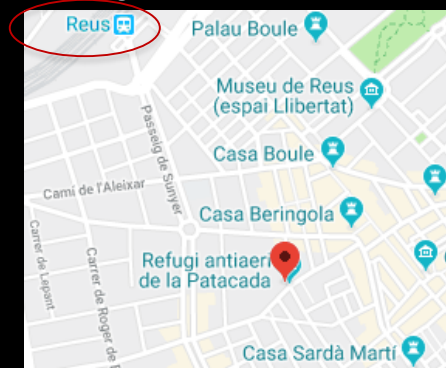 Reus
Palau Boule
Museu de Reus
(espai Llibertat)
Passeig de Sunyer
Casa Boule
Camí de l'Aleixar
Casa Beringola
Carrer de Lepant
Carrer de Roger de
Refugi antiaeri
de la Patacada
Casa Sardà Martí